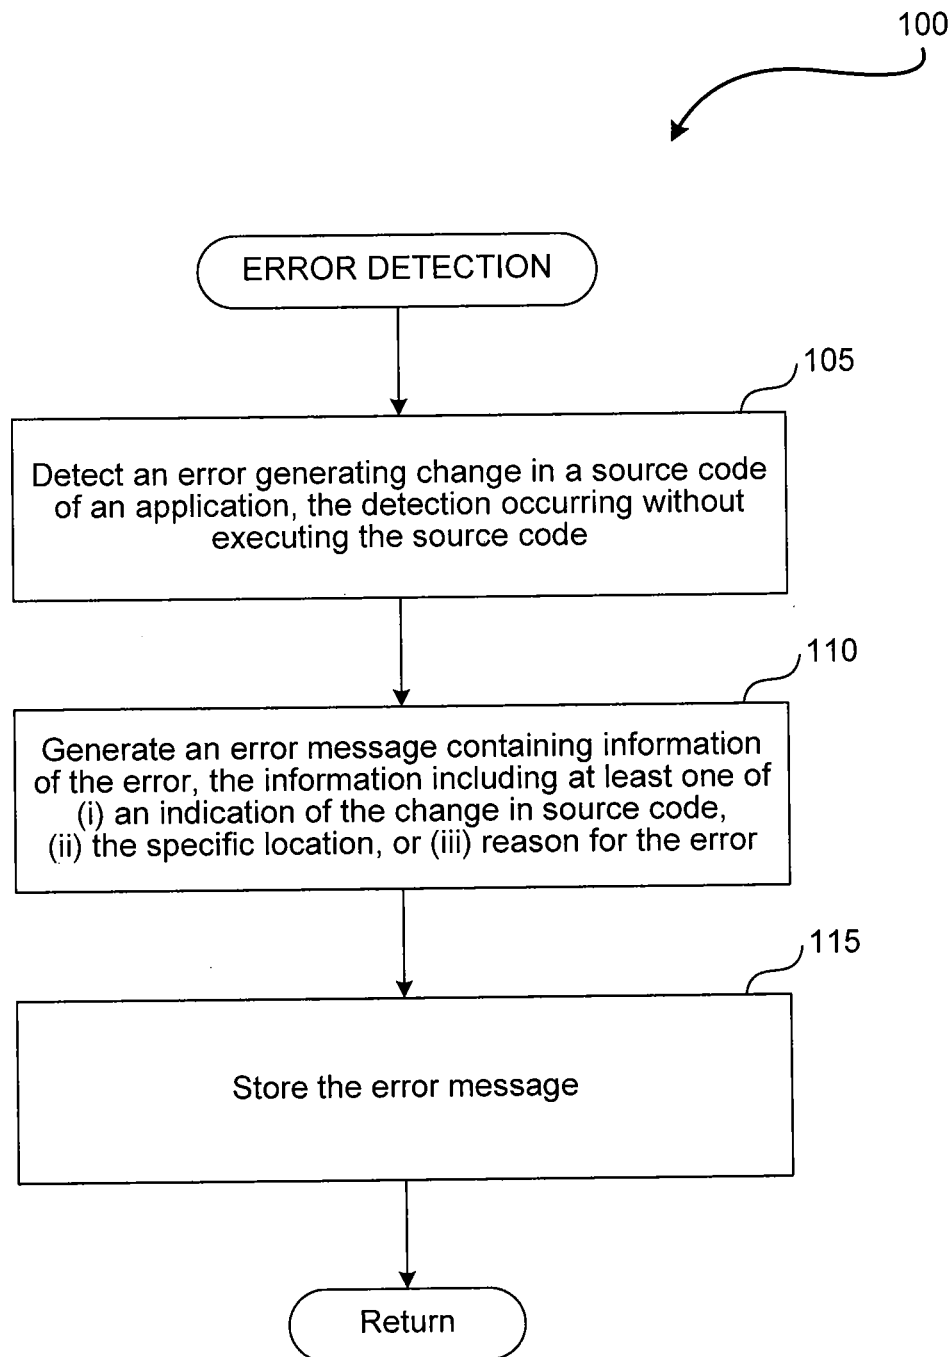 100
ERROR DETECTION
105
Detect an error generating change in a source code
of an application, the detection occurring without
executing the source code
110
Generate an error message containing information
of the error, the information including at least one of
(i) an indication of the change in source code,
(ii) the specific location, or (iii) reason for the error
115
Store the error message
Return